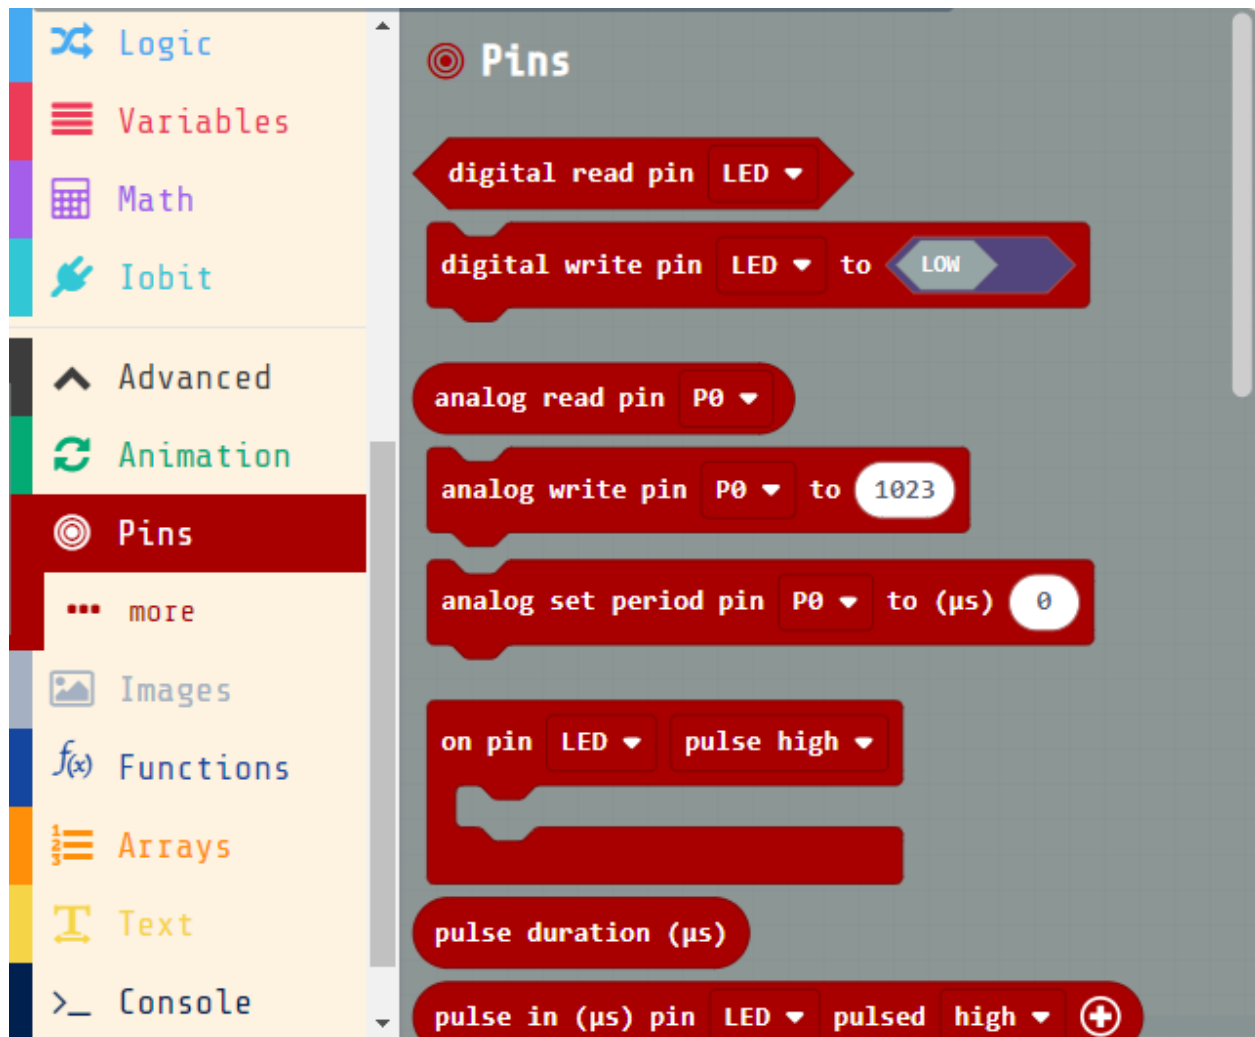 Logic
Variables
Math
Iobit
Advanced
Animation
Pins
more
Images
f(x) Functions
1 2 3 Arrays
T Text
>_ Console
Pins
digital read pin LED
digital write pin LED to LOW
analog read pin P0
analog write pin P0 to 1023
analog set period pin P0 to (µs) 0
on pin LED pulse high
pulse duration (µs)
pulse in (µs) pin LED pulsed high